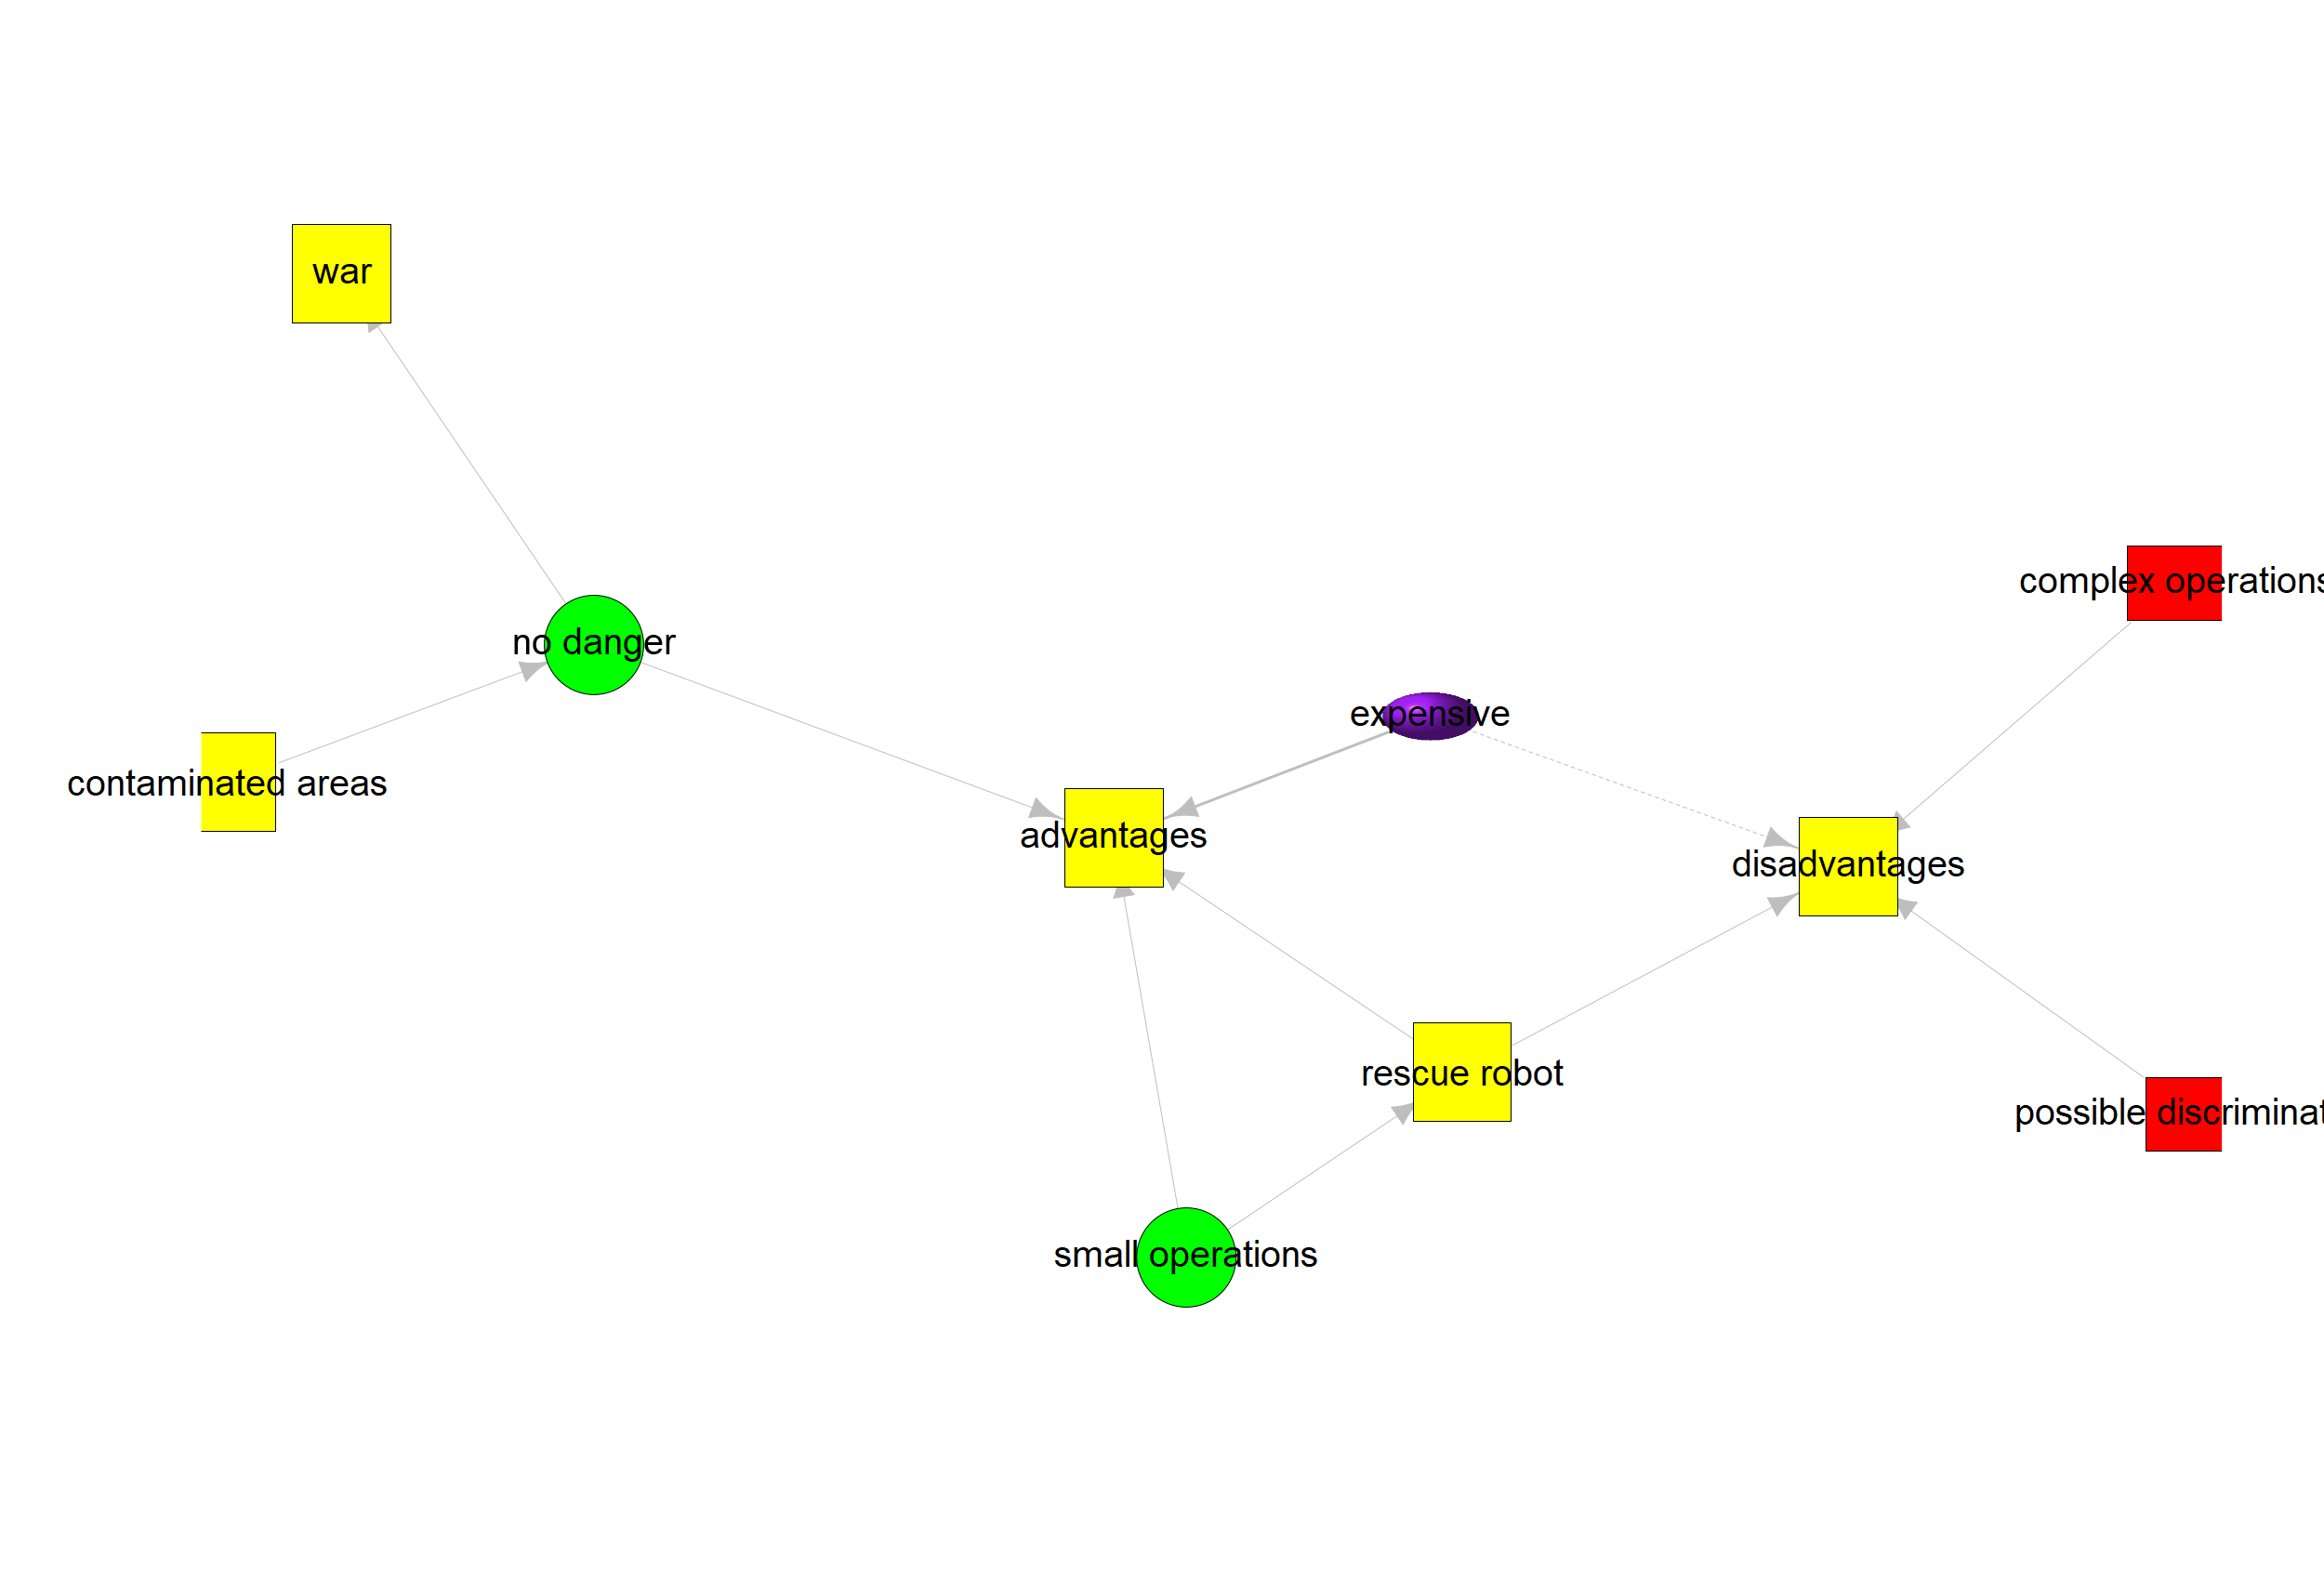 war
complex operations
no danger
expensive
contaminated areas
advantages
disadvantages
rescue robot
possible discriminat
small operations